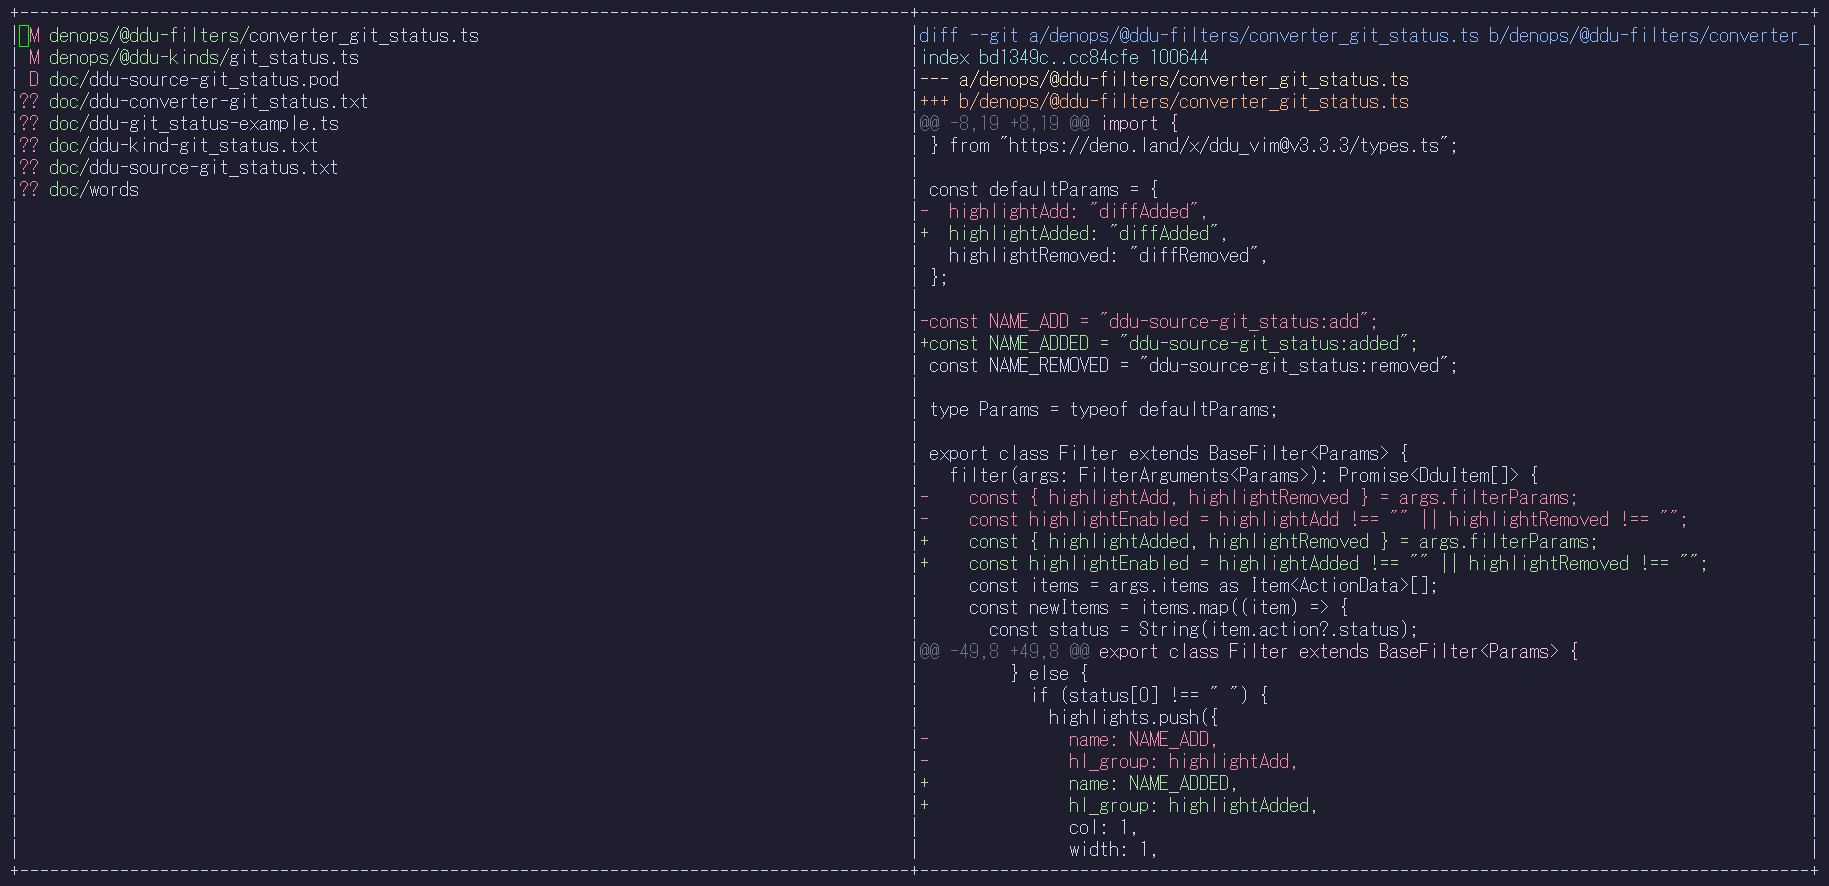 M denops/@ddu-filters/converter_git_status.ts
 M denops/@ddu-kinds/git_status.ts
 D doc/ddu-source-git_status.pod
?? doc/ddu-converter-git_status.txt
?? doc/ddu-git_status-example.ts
?? doc/ddu-kind-git_status.txt
?? doc/ddu-source-git_status.txt
?? doc/words
diff --git a/denops/@ddu-filters/converter_git_status.ts b/denops/@ddu-filters/converter_
index bd1349c..cc84cfe 100644
--- a/denops/@ddu-filters/converter_git_status.ts
+++ b/denops/@ddu-filters/converter_git_status.ts
@@ -8,19 +8,19 @@ import {
 } from "https://deno.land/x/ddu_vim@v3.3.3/types.ts";

 const defaultParams = {
-  highlightAdd: "diffAdded",
+  highlightAdded: "diffAdded",
   highlightRemoved: "diffRemoved",
 };

-const NAME_ADD = "ddu-source-git_status:add";
+const NAME_ADDED = "ddu-source-git_status:added";
 const NAME_REMOVED = "ddu-source-git_status:removed";

 type Params = typeof defaultParams;

 export class Filter extends BaseFilter<Params> {
   filter(args: FilterArguments<Params>): Promise<DduItem[]> {
-    const { highlightAdd, highlightRemoved } = args.filterParams;
-    const highlightEnabled = highlightAdd !== "" || highlightRemoved !== "";
+    const { highlightAdded, highlightRemoved } = args.filterParams;
+    const highlightEnabled = highlightAdded !== "" || highlightRemoved !== "";
     const items = args.items as Item<ActionData>[];
     const newItems = items.map((item) => {
       const status = String(item.action?.status);
@@ -49,8 +49,8 @@ export class Filter extends BaseFilter<Params> {
         } else {
           if (status[0] !== " ") {
             highlights.push({
-              name: NAME_ADD,
-              hl_group: highlightAdd,
+              name: NAME_ADDED,
+              hl_group: highlightAdded,
               col: 1,
               width: 1,